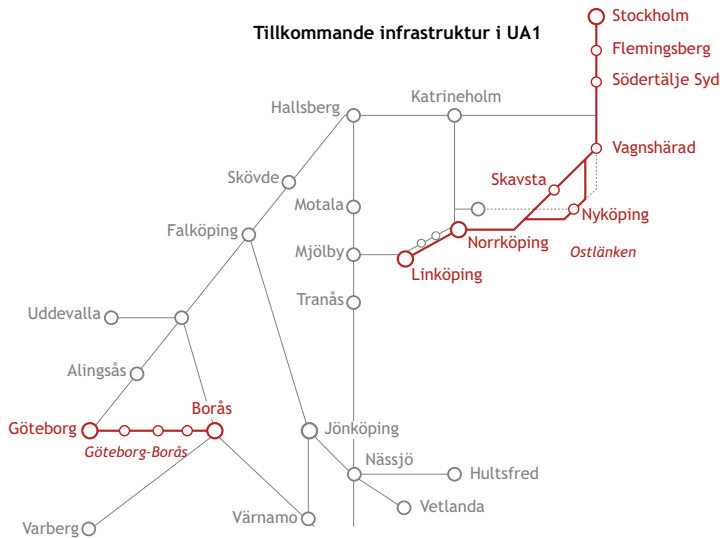 Stockholm
Tillkommande infrastruktur i UA1
Flemingsberg
Södertälje Syd
Katrineholm
Hallsberg
Vagnshärad
Skövde
Skavsta
Motala
Nyköping
Falköping
Norrköping
Mjölby
Ostlänken
Linköping
Tranås
Uddevalla
Alingsås
Borås
Göteborg
Jönköping
Göteborg-Borås
Nässjö
Hultsfred
Vetlanda
Värnamo
Varberg